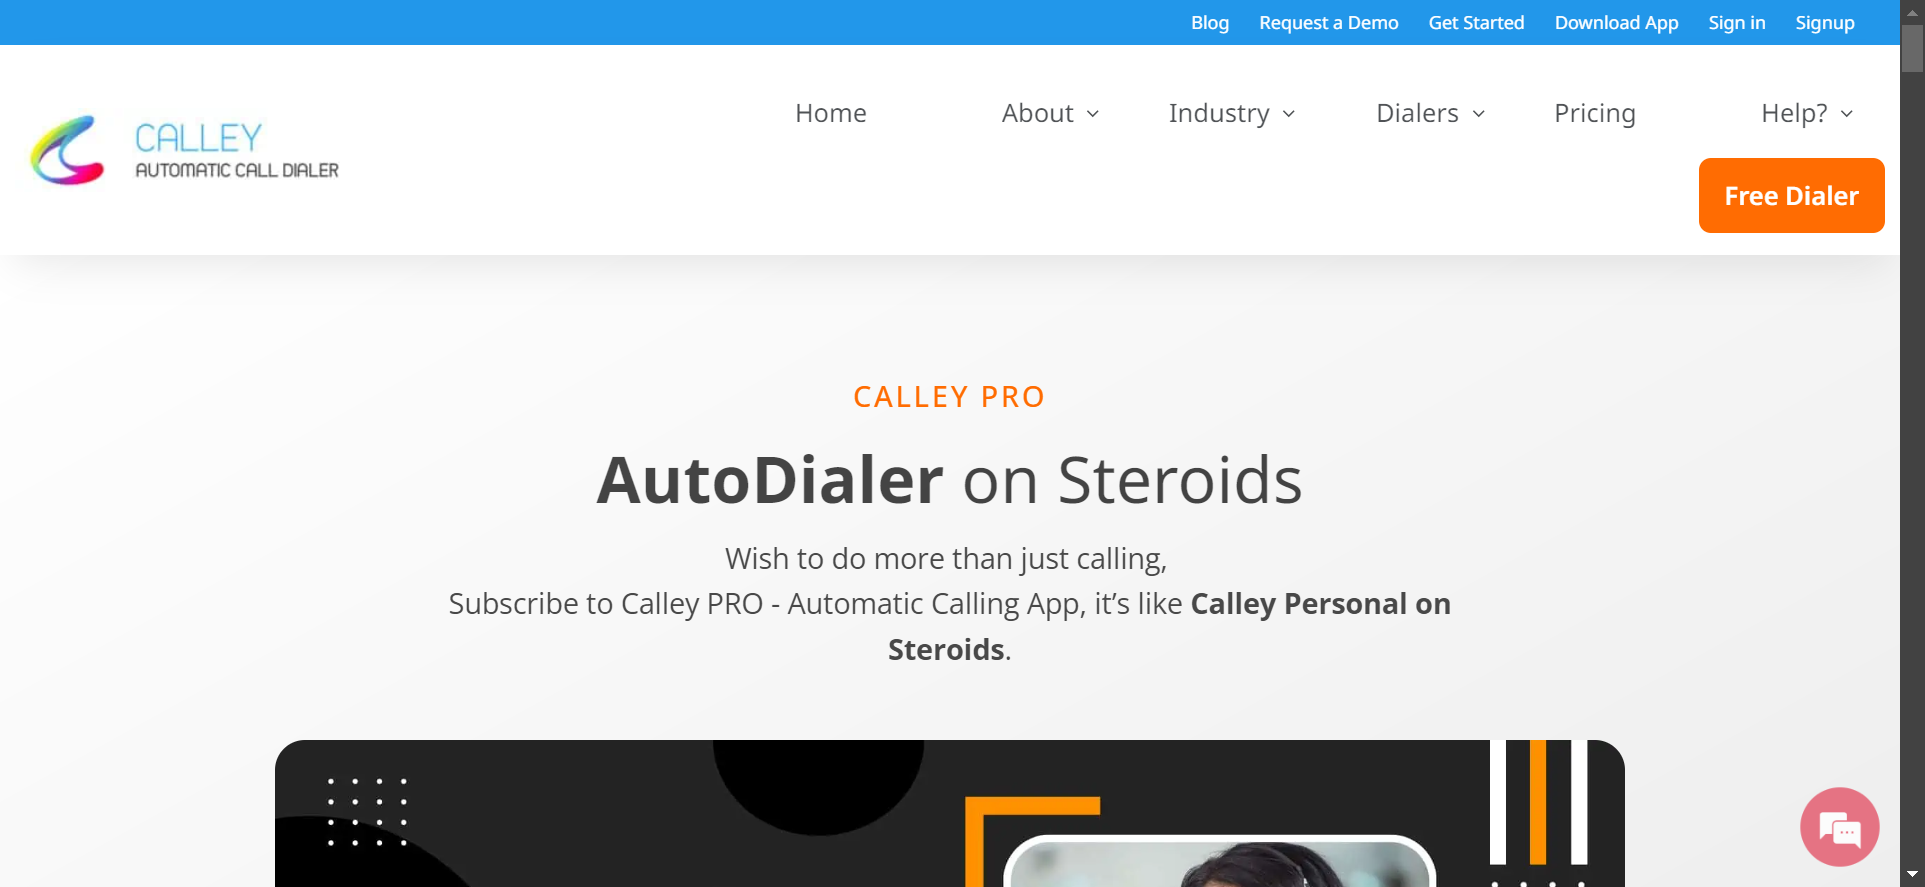 Blog Request a Demo Get Started Download App Sign in Signup
CALLEY
AUTOMATIC CALL DIALER
Home About Industry Dialers Pricing Help?
Free Dialer
CALLEY PRO
AutoDialer on Steroids
Wish to do more than just calling,
Subscribe to Calley PRO - Automatic Calling App, it’s like Calley Personal on
Steroids.